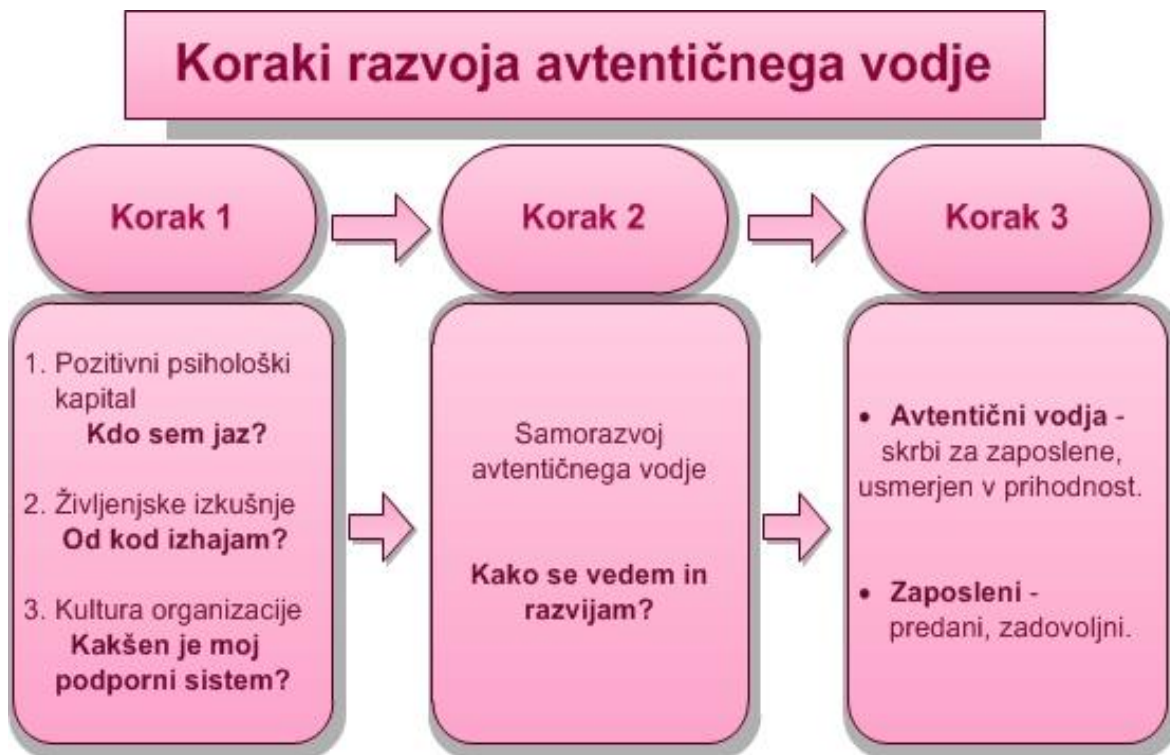 Koraki razvoja avtentičnega vodje
Korak 1
Korak 2
Korak 3
1. Pozitivni psihološki
kapital
Kdo sem jaz?
2. Življenjske izkušnje
Od kod izhajam?
3. Kultura organizacije
Kakšen je moj
podporni sistem?
Samorazvoj
avtentičnega vodje
Kako se vedem in
razvijam?
• Avtentični vodja -
skrbi za zaposlene,
usmerjen v prihodnost.
• Zaposleni -
predani, zadovoljni.